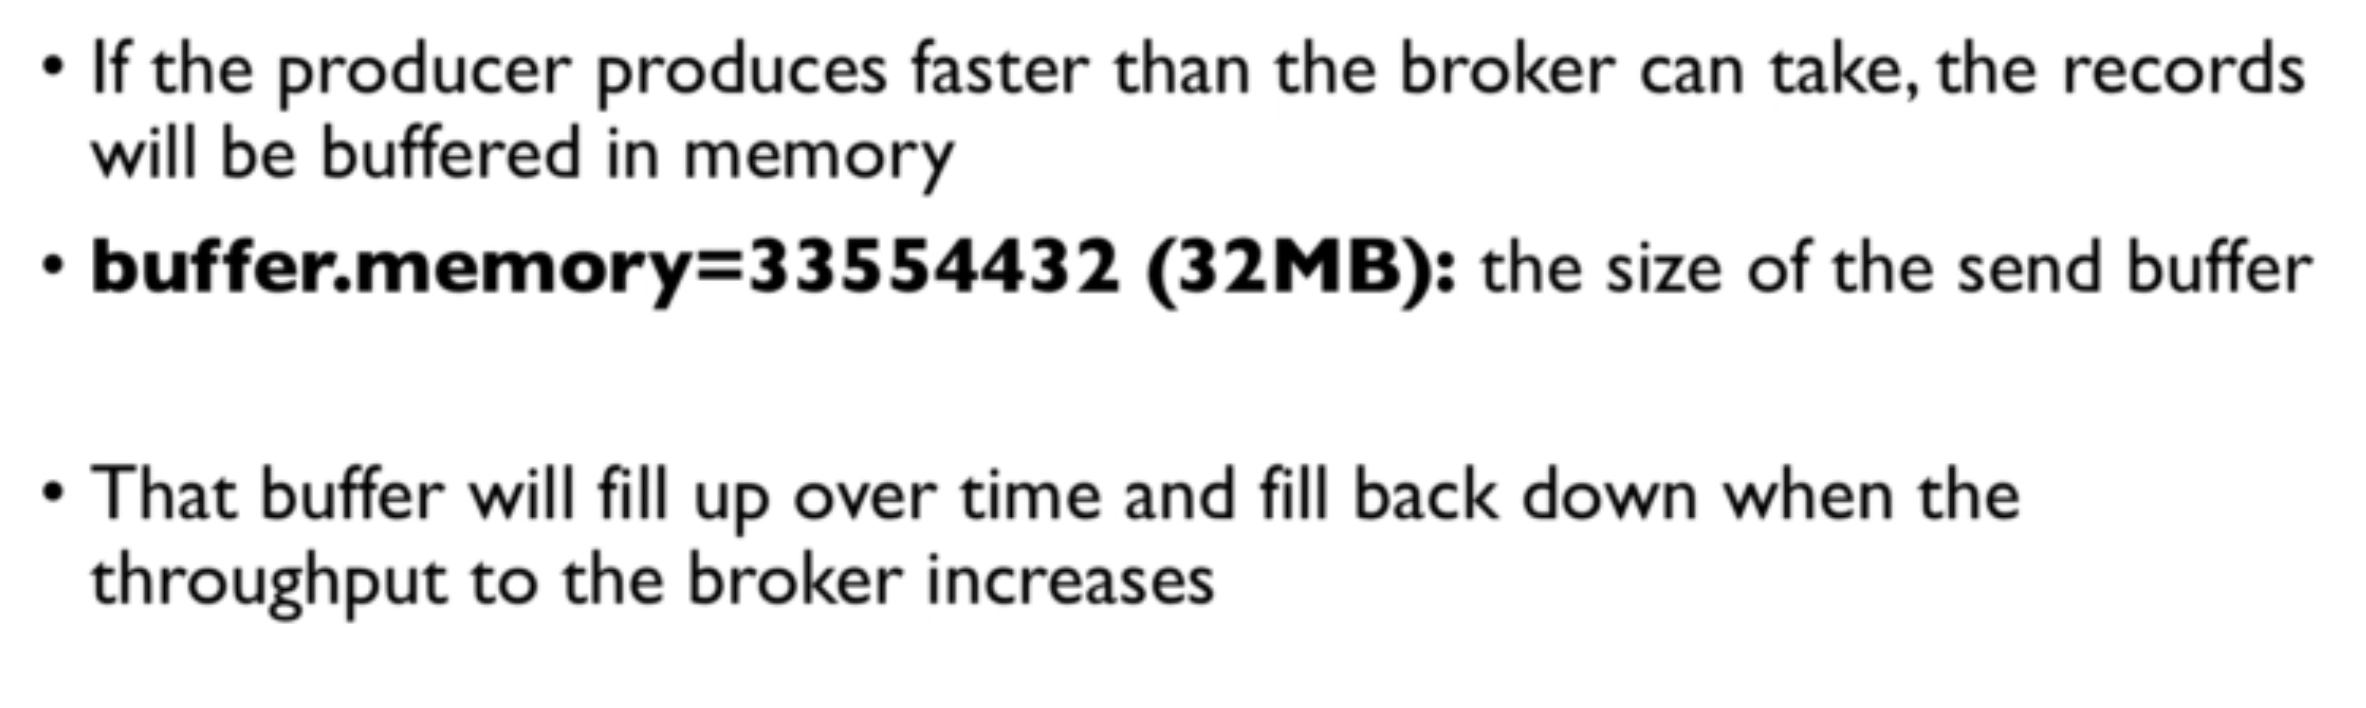 • If the producer produces faster than the broker can take, the records
will be buffered in memory
• buffer.memory=33554432 (32MB): the size of the send buffer
• That buffer will fill up over time and fill back down when the
throughput to the broker increases